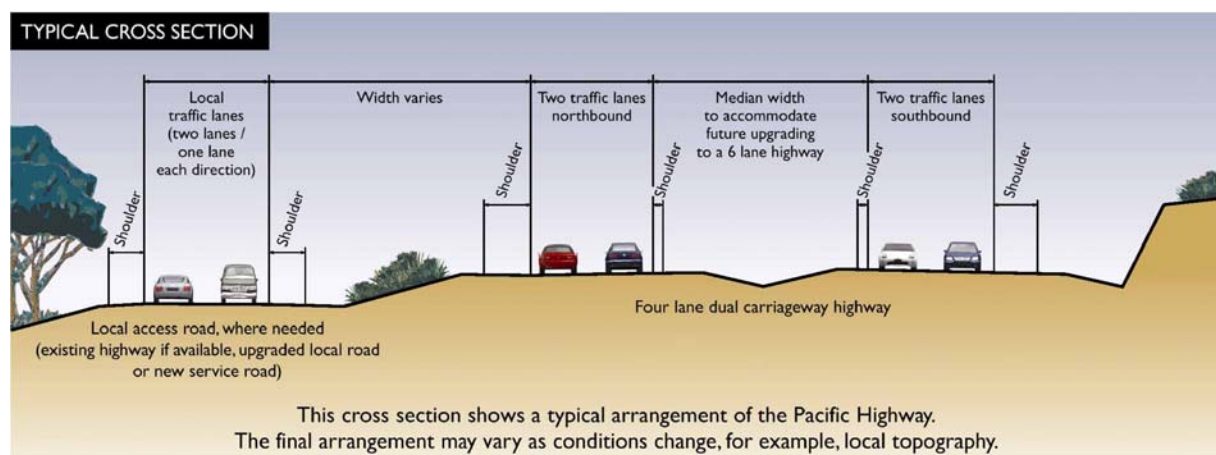 TYPICAL CROSS SECTION
Local
traffic lanes
(two lanes /
one lane
each direction)
Width varies
Two traffic lanes
northbound
Median width
to accommodate
future upgrading
to a 6 lane highway
Two traffic lanes
southbound
Shoulder
Shoulder
Shoulder
Shoulder
Shoulder
Shoulder
Four lane dual carriageway highway
Local access road, where needed
(existing highway if available, upgraded local road
or new service road)
This cross section shows a typical arrangement of the Pacific Highway.
The final arrangement may vary as conditions change, for example, local topography.